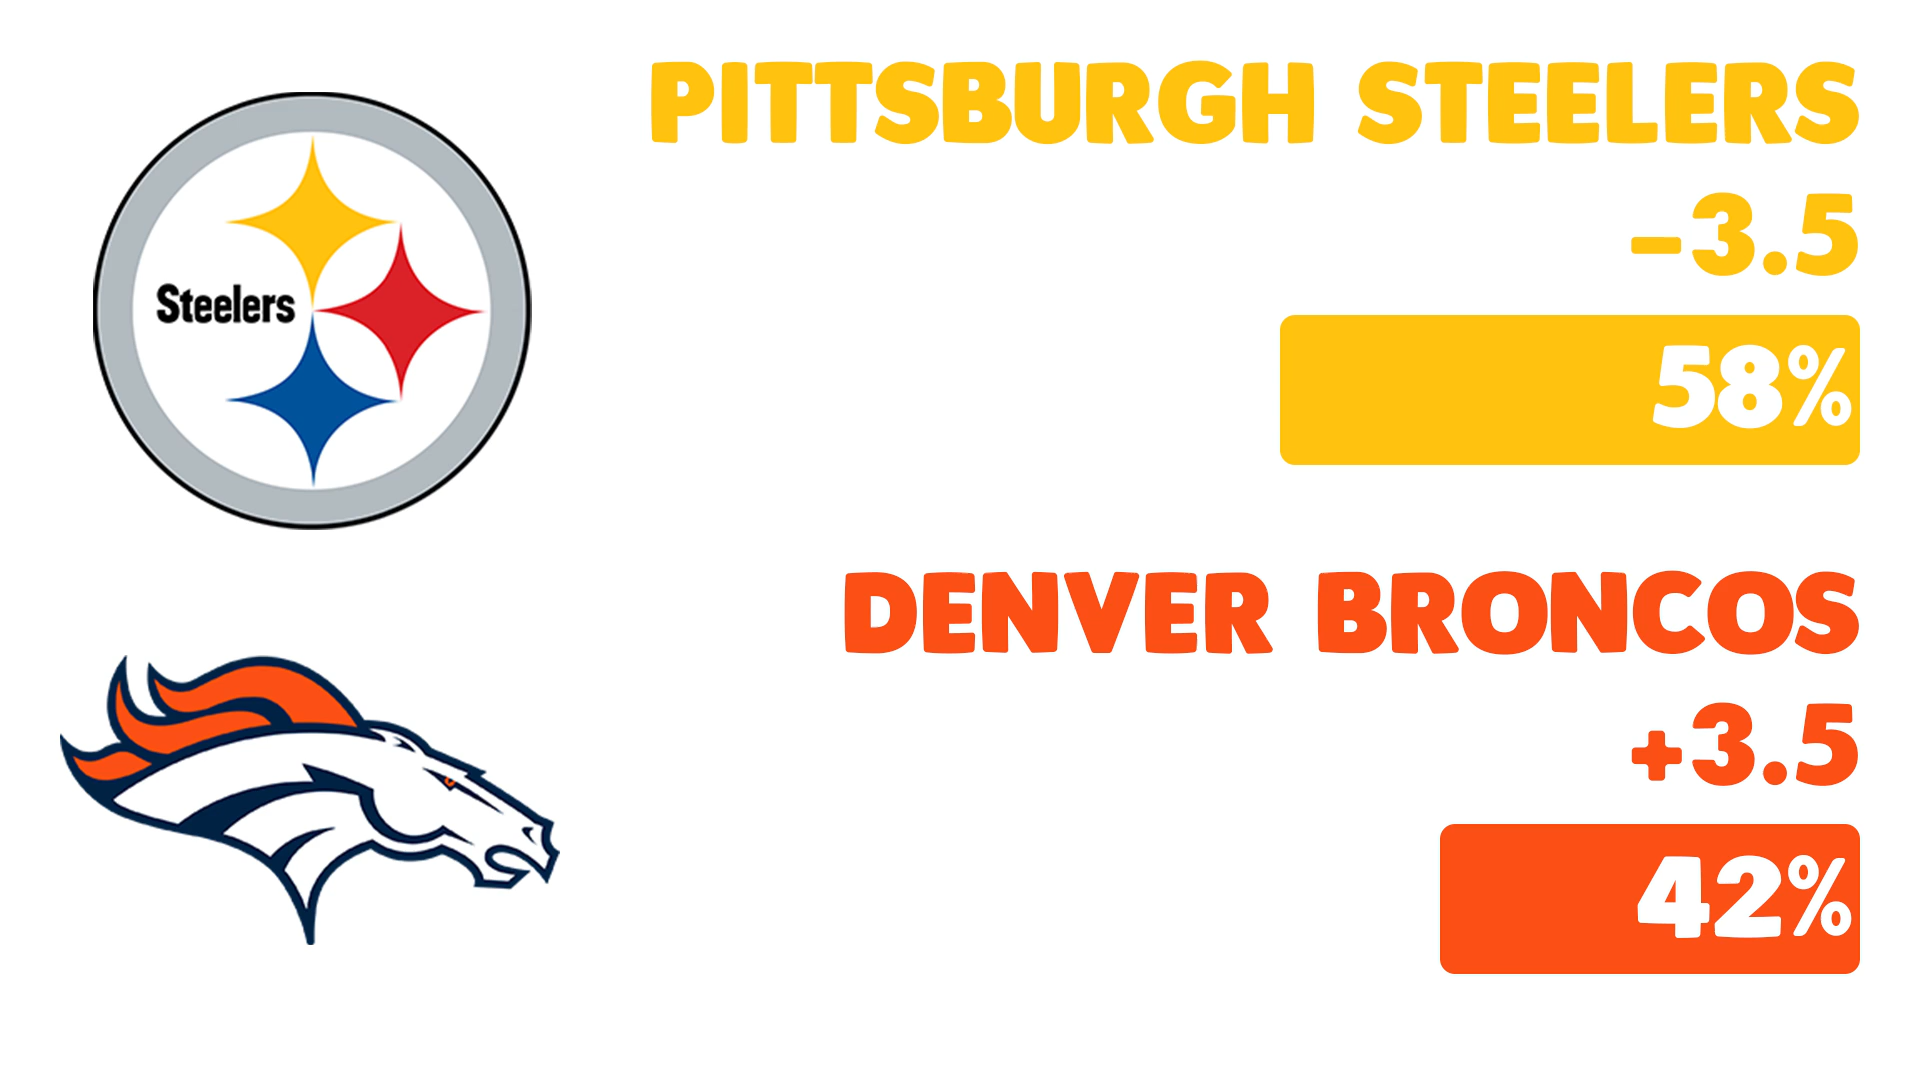 PITTSBURGH STEELERS
–3.5
Steelers
58%
DENVER BRONCOS
+3.5
42%